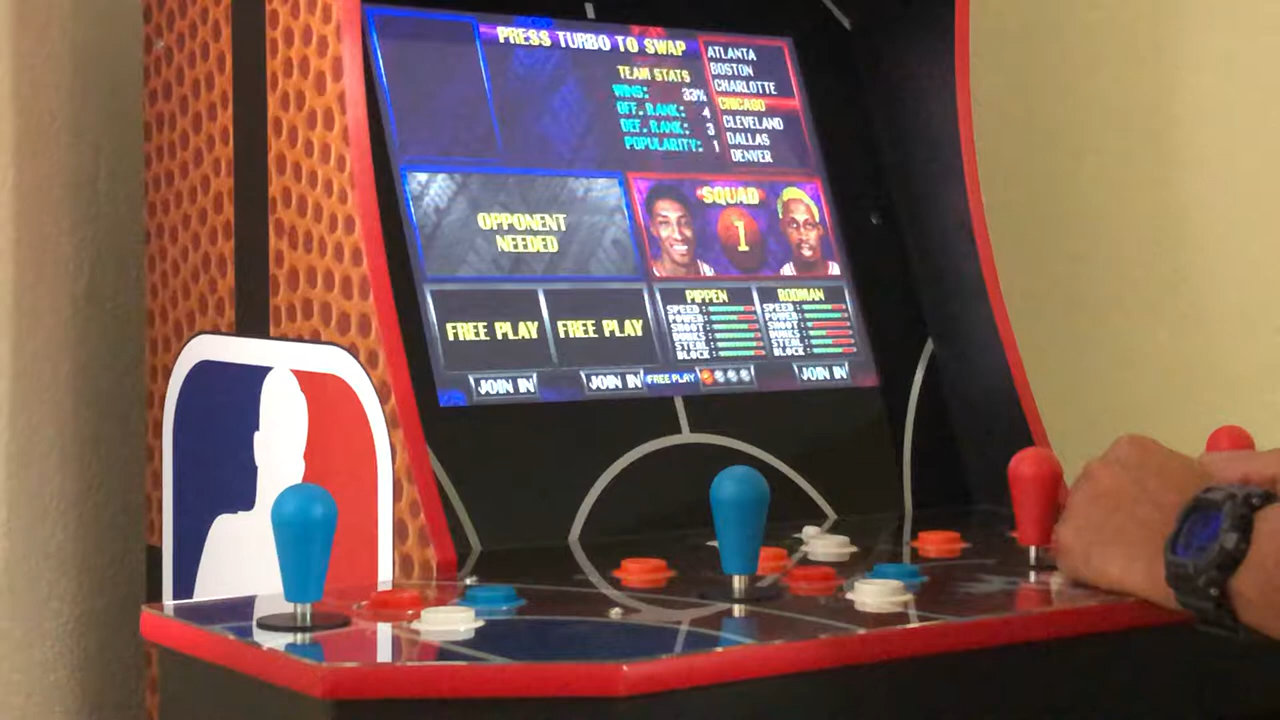 PRESS TURBO TO SWAP
TEAM STATS
WINS: 33%
OFF. RANK: 4
DEF. RANK: 3
POPULARITY: 1
ATLANTA
BOSTON
CHARLOTTE
CHICAGO
CLEVELAND
DALLAS
DENVER
OPPONENT
NEEDED
SQUAD
1
FREE PLAY
FREE PLAY
PIPPEN
SPEED:
POWER:
SHOOT:
DUNKS:
STEAL:
BLOCK:
RODMAN
SPEED:
POWER:
SHOOT:
DUNKS:
STEAL:
BLOCK:
JOIN IN
JOIN IN
FREE PLAY
JOIN IN